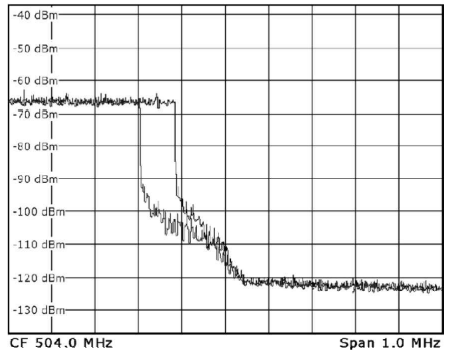 -40 dBm
-50 dBm
-60 dBm
-70 dBm
-80 dBm
-90 dBm
-100 dBm
-110 dBm
-120 dBm
-130 dBm
CF 504.0 MHz Span 1.0 MHz